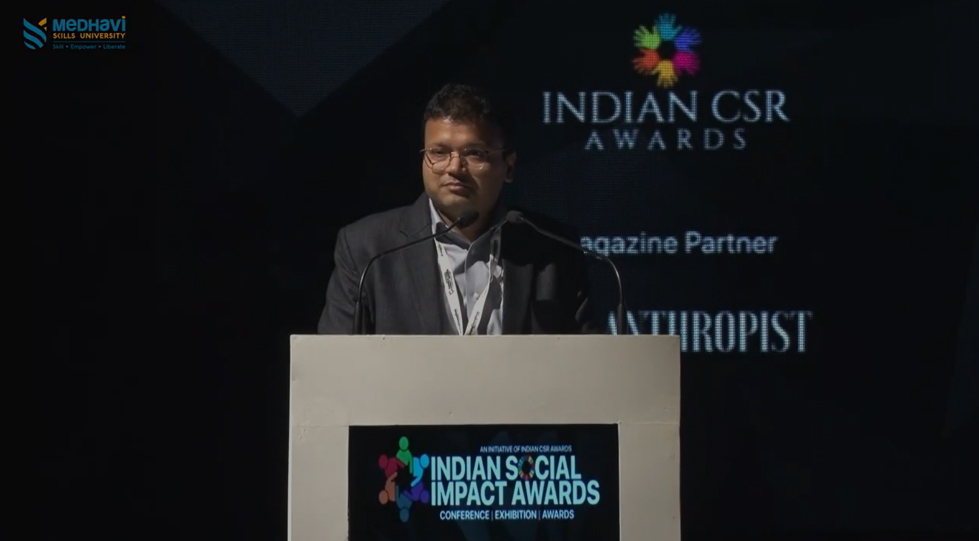 MEDHAVI
SKILLS UNIVERSITY
Skill • Empower • Liberate
INDIAN CSR
AWARDS
agazine Partner
ANTHROPIST
AN INITIATIVE OF INDIAN CSR AWARDS
INDIAN SOCIAL
IMPACT AWARDS
CONFERENCE | EXHIBITION | AWARDS